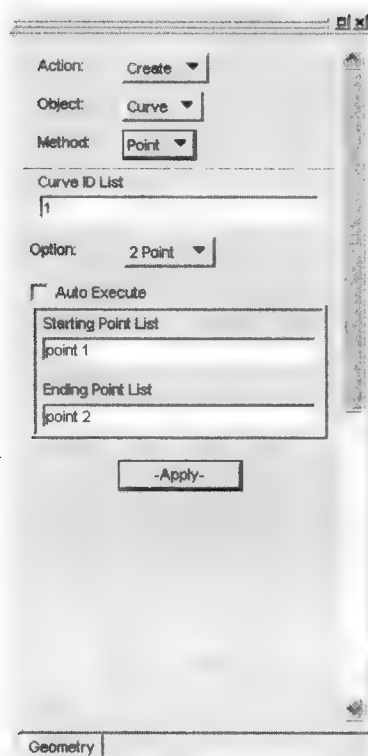 Action: Create
Object: Curve
Method: Point
Curve ID List
1
Option: 2 Point
Auto Execute
Starting Point List
point 1
Ending Point List
point 2
-Apply-
Geometry